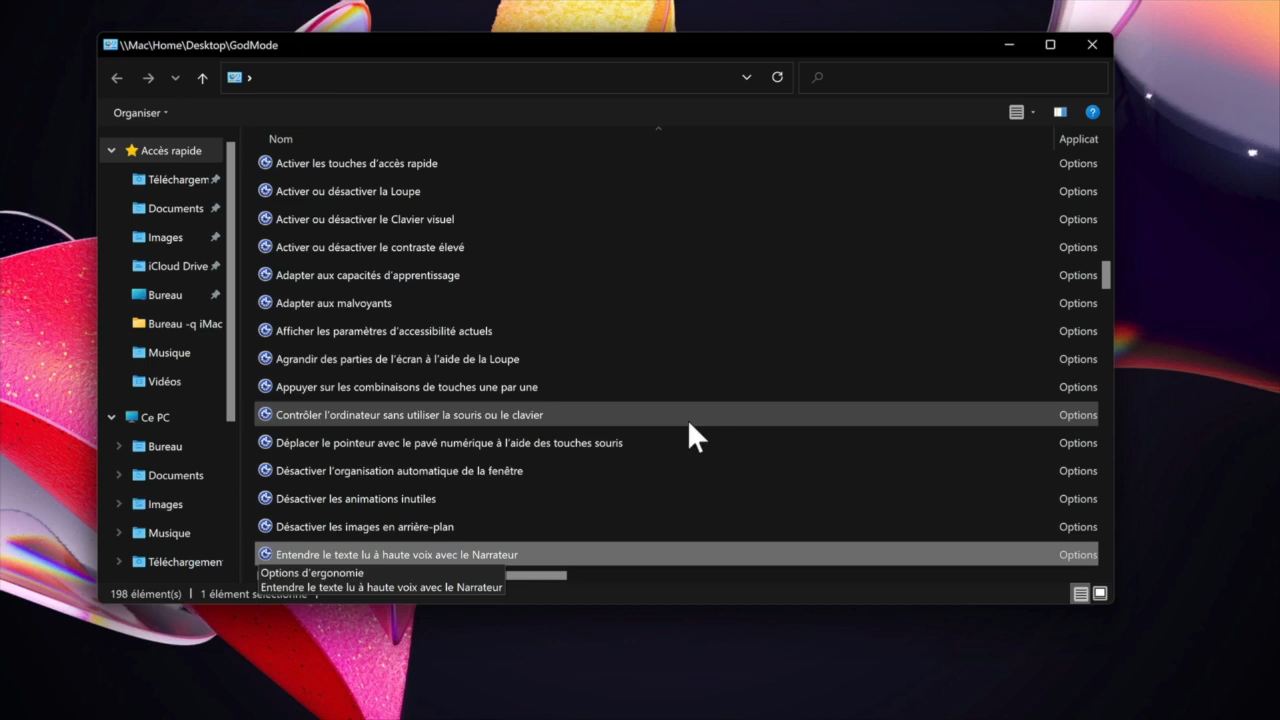 \\Mac\Home\Desktop\GodMode
Organiser
Nom
Applicat
Accès rapide
Téléchargem
Documents
Images
iCloud Drive
Bureau
Bureau -q iMac
Musique
Vidéos
Ce PC
Bureau
Documents
Images
Musique
Téléchargemen
Activer les touches d'accès rapide Options
Activer ou désactiver la Loupe Options
Activer ou désactiver le Clavier visuel Options
Activer ou désactiver le contraste élevé Options
Adapter aux capacités d'apprentissage Options
Adapter aux malvoyants Options
Afficher les paramètres d'accessibilité actuels Options
Agrandir des parties de l'écran à l'aide de la Loupe Options
Appuyer sur les combinaisons de touches une par une Options
Contrôler l'ordinateur sans utiliser la souris ou le clavier Options
Déplacer le pointeur avec le pavé numérique à l'aide des touches souris Options
Désactiver l'organisation automatique de la fenêtre Options
Désactiver les animations inutiles Options
Désactiver les images en arrière-plan Options
Entendre le texte lu à haute voix avec le Narrateur Options
Options d'ergonomie
Entendre le texte lu à haute voix avec le Narrateur
198 élément(s) 1 élément sélectionné